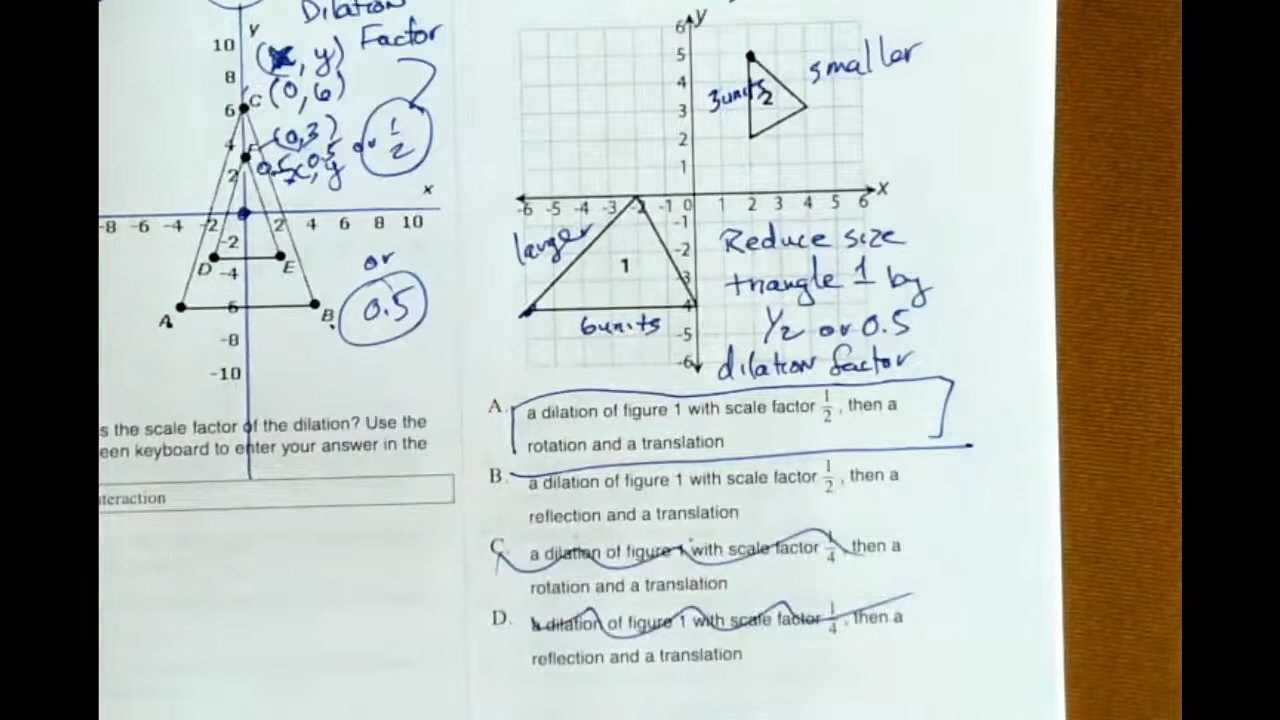 Dilation
Factor
y
10
(x, y)
8
6 C (0, 6)
4 (0,3)
1/2
2
x
-8 -6 -4 -2 2 4 6 8 10
-2
D -4 E
or
0.5
A 6 B
-8
-10
s the scale factor of the dilation? Use the
een keyboard to enter your answer in the
nteraction
y
6
5
4
3
2
1
smaller
3units 2
x
-6 -5 -4 -3 -2 -1 0 1 2 3 4 5 6
-1
-2
-3
4
-5
-6
larger
1
6units
Reduce size
triangle 1 by
1/2 or 0.5
dilation factor
A. a dilation of figure 1 with scale factor 1/2, then a
rotation and a translation
B. a dilation of figure 1 with scale factor 1/2, then a
reflection and a translation
C. a dilation of figure 1 with scale factor 1/4, then a
rotation and a translation
D. a dilation of figure 1 with scale factor 1/4, then a
reflection and a translation